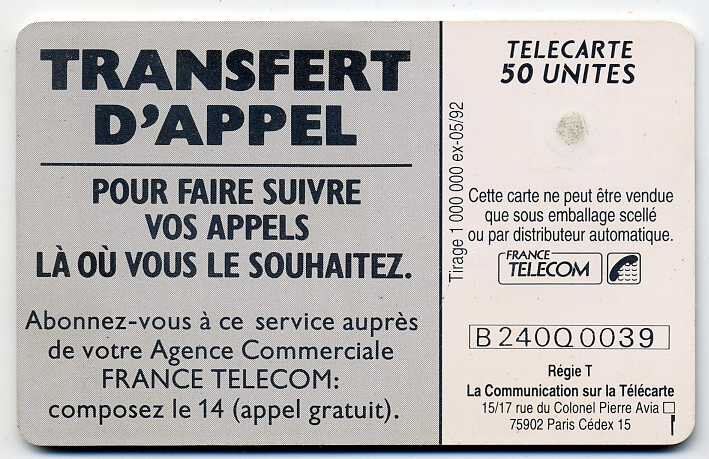 TRANSFERT
D'APPEL
POUR FAIRE SUIVRE
VOS APPELS
LÀ OÙ VOUS LE SOUHAITEZ.
Abonnez-vous à ce service auprès
de votre Agence Commerciale
FRANCE TELECOM:
composez le 14 (appel gratuit).
Tirage 1 000 000 ex-05/92
TELECARTE
50 UNITES
Cette carte ne peut être vendue
que sous emballage scellé
ou par distributeur automatique.
FRANCE
TELECOM
B240Q0039
Régie T
La Communication sur la Télécarte
15/17 rue du Colonel Pierre Avia
75902 Paris Cédex 15